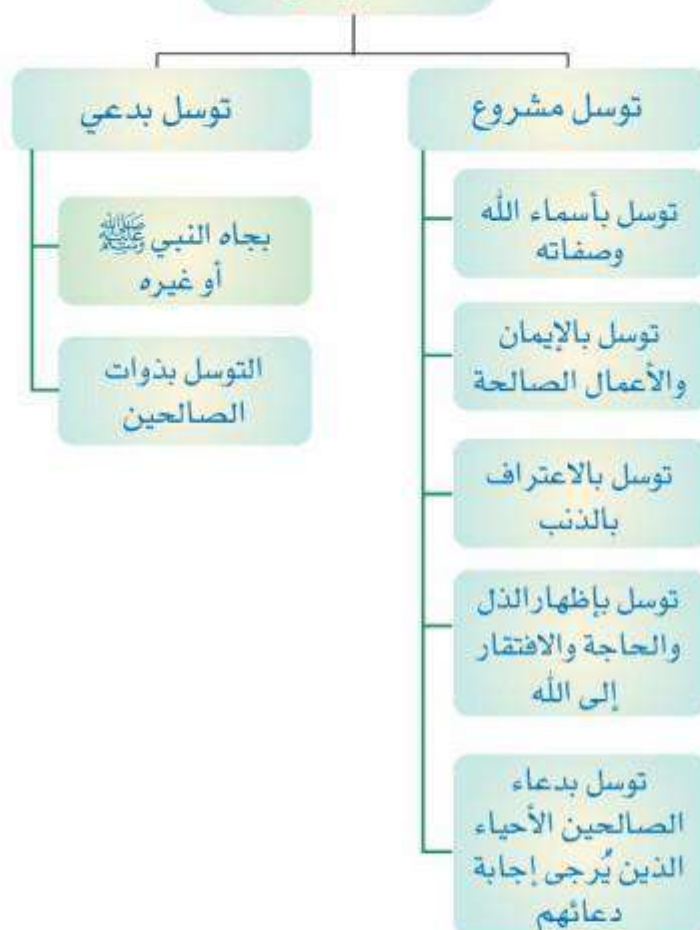 توسل مشروع
توسل بأسماء الله
وصفاته
توسل بالإيمان
والأعمال الصالحة
توسل بالاعتراف
بالذنب
توسل بإظهار الذل
والحاجة والافتقار
إلى الله
توسل بدعاء
الصالحين الأحياء
الذين يُرجى إجابة
دعائهم
توسل بدعي
بجاه النبي ﷺ
أو غيره
التوسل بذوات
الصالحين